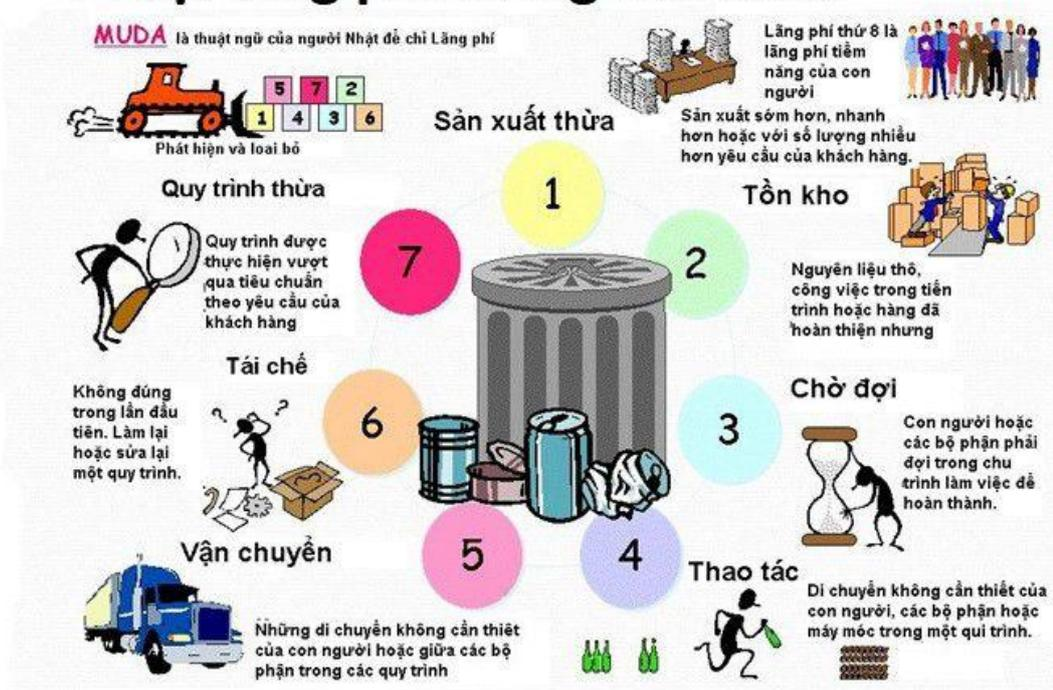 MUDA là thuật ngữ của người Nhật để chỉ Lãng phí
5 7 2
1 4 3 6
Phát hiện và loại bỏ
Sản xuất thừa
Lãng phí thứ 8 là
lãng phí tiềm
năng của con
người
Sản xuất sớm hơn, nhanh
hơn hoặc với số lượng nhiều
hơn yêu cầu của khách hàng.
1
Tồn kho
2
Nguyên liệu thô,
công việc trong tiến
trình hoặc hàng đã
hoàn thiện nhưng
Chờ đợi
3
Con người hoặc
các bộ phận phải
đợi trong chu
trình làm việc để
hoàn thành.
Thao tác
4
Di chuyển không cần thiết của
con người, các bộ phận hoặc
máy móc trong một qui trình.
Vận chuyển
5
Những di chuyển không cần thiết
của con người hoặc giữa các bộ
phận trong các quy trình
Tái chế
6
Không đúng
trong lần đầu
tiên. Làm lại
hoặc sửa lại
một quy trình.
Quy trình thừa
7
Quy trình được
thực hiện vượt
qua tiêu chuẩn
theo yêu cầu của
khách hàng